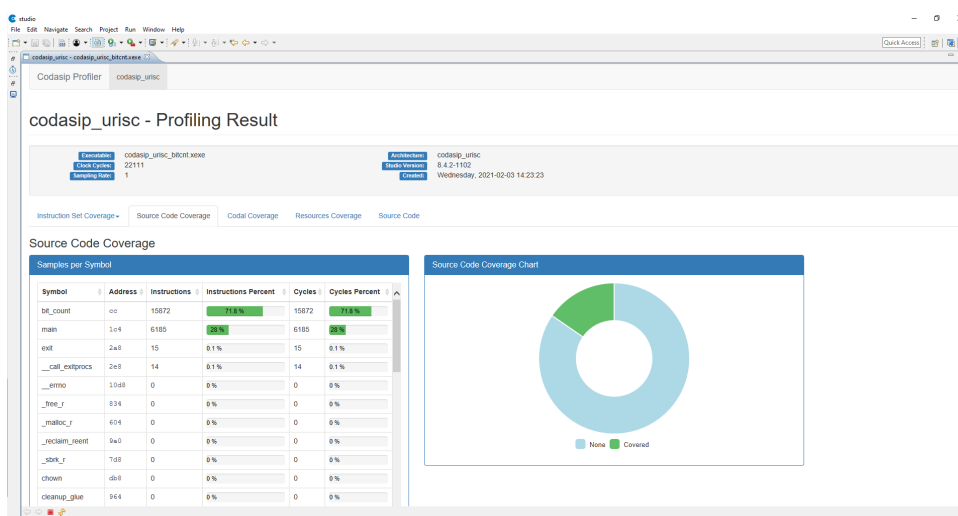 studio
File Edit Navigate Search Project Run Window Help
Quick Access
codasip_urisc - codasip_urisc_bitcnt.xexe
Codasip Profiler codasip_urisc
codasip_urisc - Profiling Result
Executable: codasip_urisc_bitcnt.xexe Architecture: codasip_urisc
Clock Cycles: 22111 Studio Version: 8.4.2-1102
Sampling Rate: 1 Created: Wednesday, 2021-02-03 14:23:23
Instruction Set Coverage Source Code Coverage Codal Coverage Resources Coverage Source Code
Source Code Coverage
Samples per Symbol Source Code Coverage Chart
Symbol Address Instructions Instructions Percent Cycles Cycles Percent
bit_count cc 15872 71.8 % 15872 71.8 %
main 1c4 6185 28 % 6185 28 %
exit 2a8 15 0.1 % 15 0.1 %
__call_exitprocs 2e8 14 0.1 % 14 0.1 %
__errno 10d8 0 0 % 0 0 %
_free_r 834 0 0 % 0 0 %
_malloc_r 604 0 0 % 0 0 %
_reclaim_reent 9a0 0 0 % 0 0 %
_sbrk_r 7d8 0 0 % 0 0 %
chown db8 0 0 % 0 0 %
cleanup_glue 964 0 0 % 0 0 %
None Covered